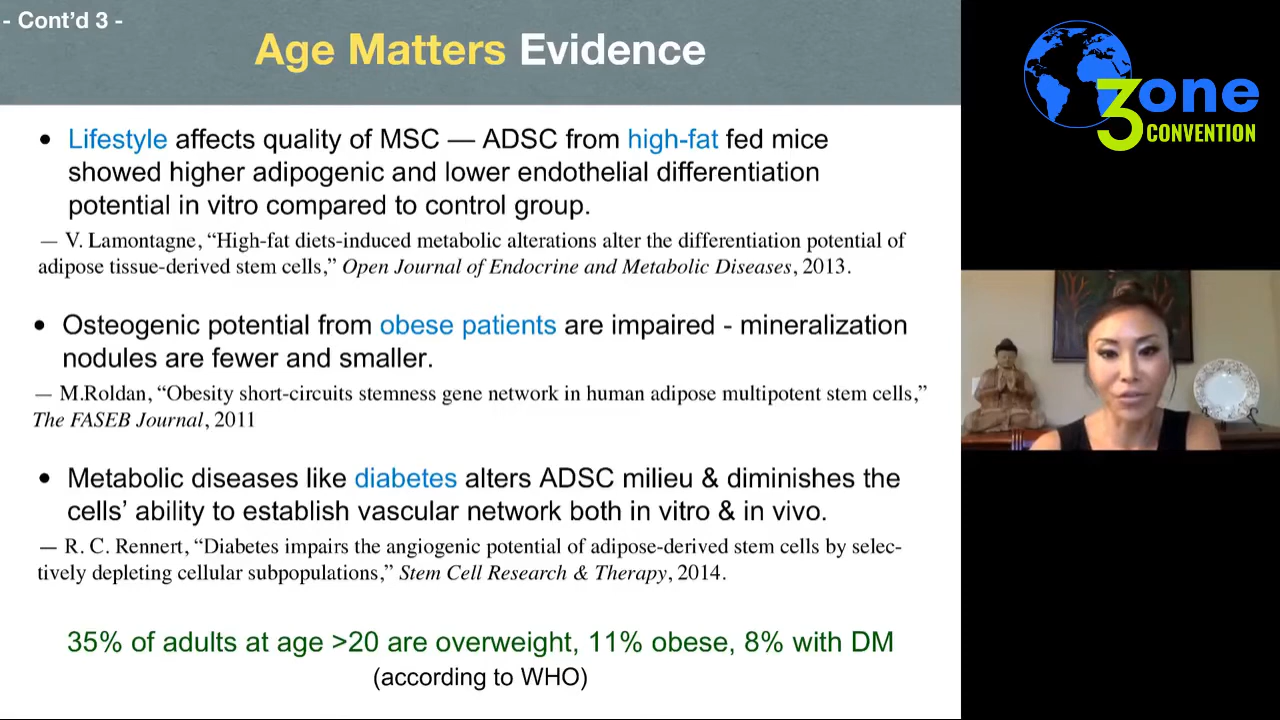 - Cont’d 3 -
Age Matters Evidence
• Lifestyle affects quality of MSC — ADSC from high-fat fed mice
showed higher adipogenic and lower endothelial differentiation
potential in vitro compared to control group.
— V. Lamontagne, “High-fat diets-induced metabolic alterations alter the differentiation potential of
adipose tissue-derived stem cells,” Open Journal of Endocrine and Metabolic Diseases, 2013.
• Osteogenic potential from obese patients are impaired - mineralization
nodules are fewer and smaller.
— M.Roldan, “Obesity short-circuits stemness gene network in human adipose multipotent stem cells,”
The FASEB Journal, 2011
• Metabolic diseases like diabetes alters ADSC milieu & diminishes the
cells’ ability to establish vascular network both in vitro & in vivo.
— R. C. Rennert, “Diabetes impairs the angiogenic potential of adipose-derived stem cells by selec-
tively depleting cellular subpopulations,” Stem Cell Research & Therapy, 2014.
35% of adults at age >20 are overweight, 11% obese, 8% with DM
(according to WHO)
3one
CONVENTION